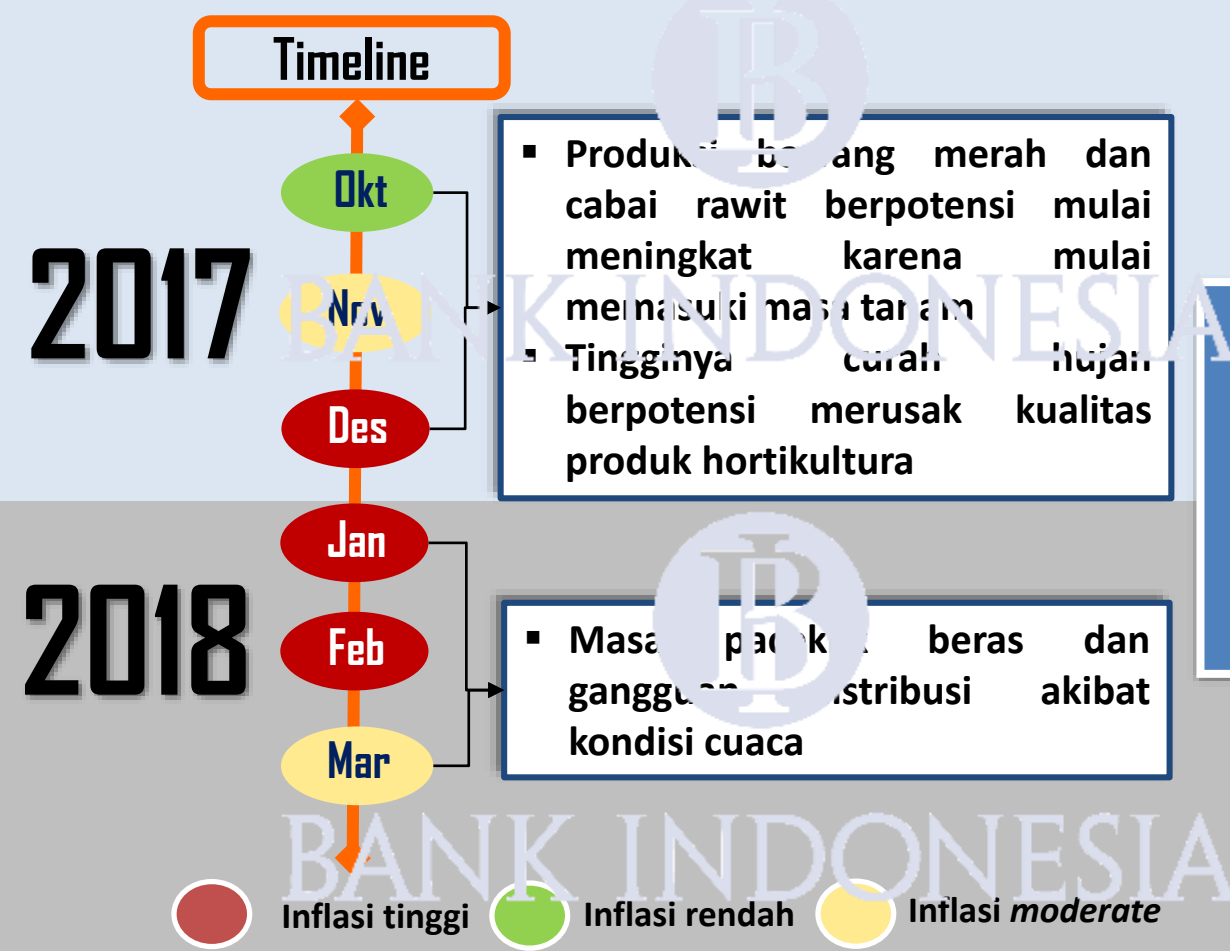 Timeline
2017
Okt
Nov
Des
▪ Produksi bawang merah dan
cabai rawit berpotensi mulai
meningkat karena mulai
memasuki masa tanam
▪ Tingginya curah hujan
berpotensi merusak kualitas
produk hortikultura
2018
Jan
Feb
Mar
▪ Masa paceklik beras dan
gangguan distribusi akibat
kondisi cuaca
BANK INDONESIA
BANK INDONESIA
Inflasi tinggi
Inflasi rendah
Inflasi moderate